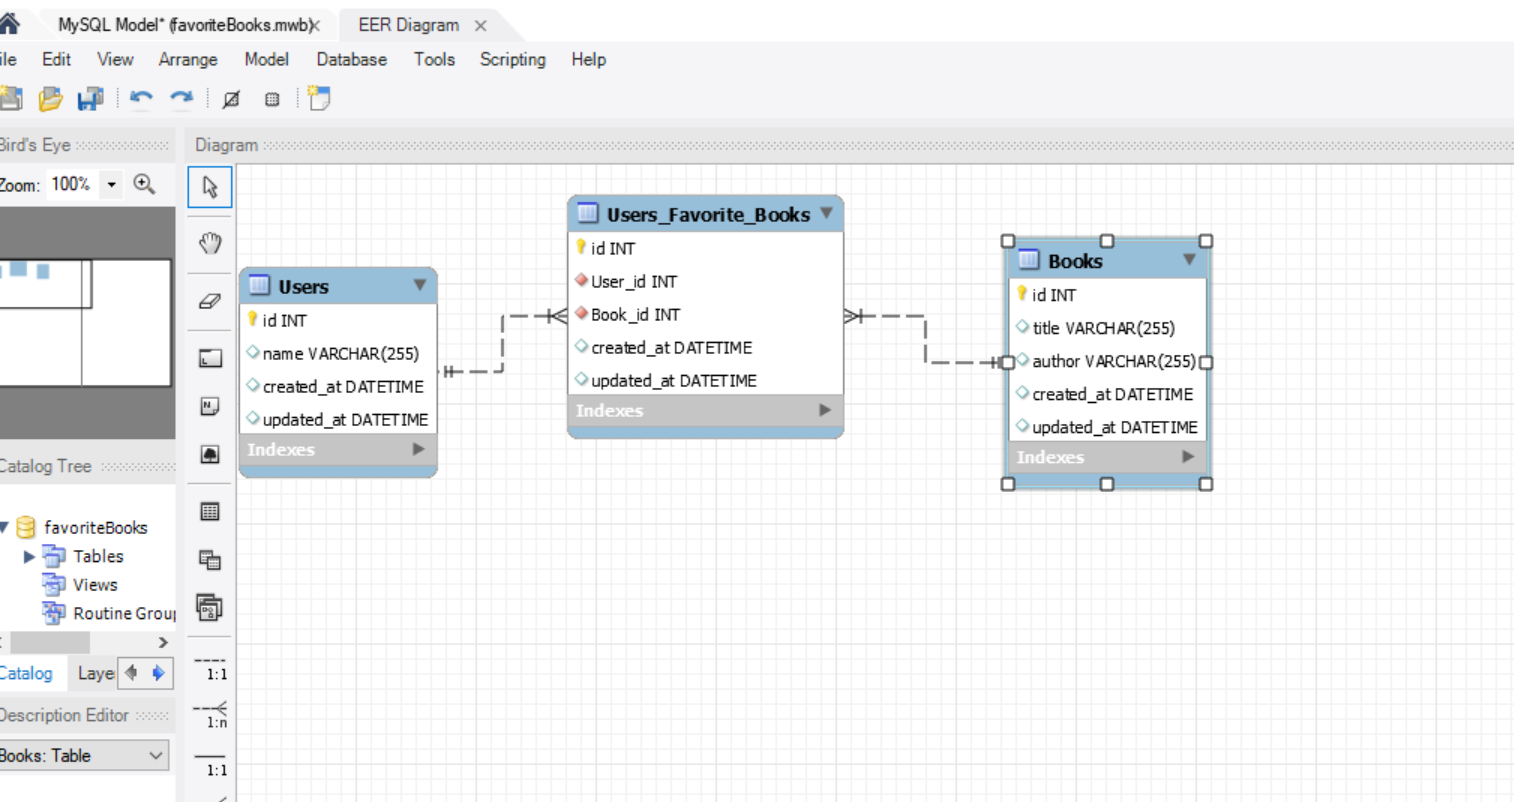 MySQL Model* (favoriteBooks.mwb)× EER Diagram ×
ile Edit View Arrange Model Database Tools Scripting Help
Bird's Eye
Diagram
Zoom: 100%
Users_Favorite_Books
id INT
User_id INT
Book_id INT
created_at DATETIME
updated_at DATETIME
Indexes
Users
id INT
name VARCHAR(255)
created_at DATETIME
updated_at DATETIME
Indexes
Books
id INT
title VARCHAR(255)
author VARCHAR(255)
created_at DATETIME
updated_at DATETIME
Indexes
Catalog Tree
favoriteBooks
Tables
Views
Routine Grou
Catalog Laye
Description Editor
Books: Table
1:1
1:n
1:1